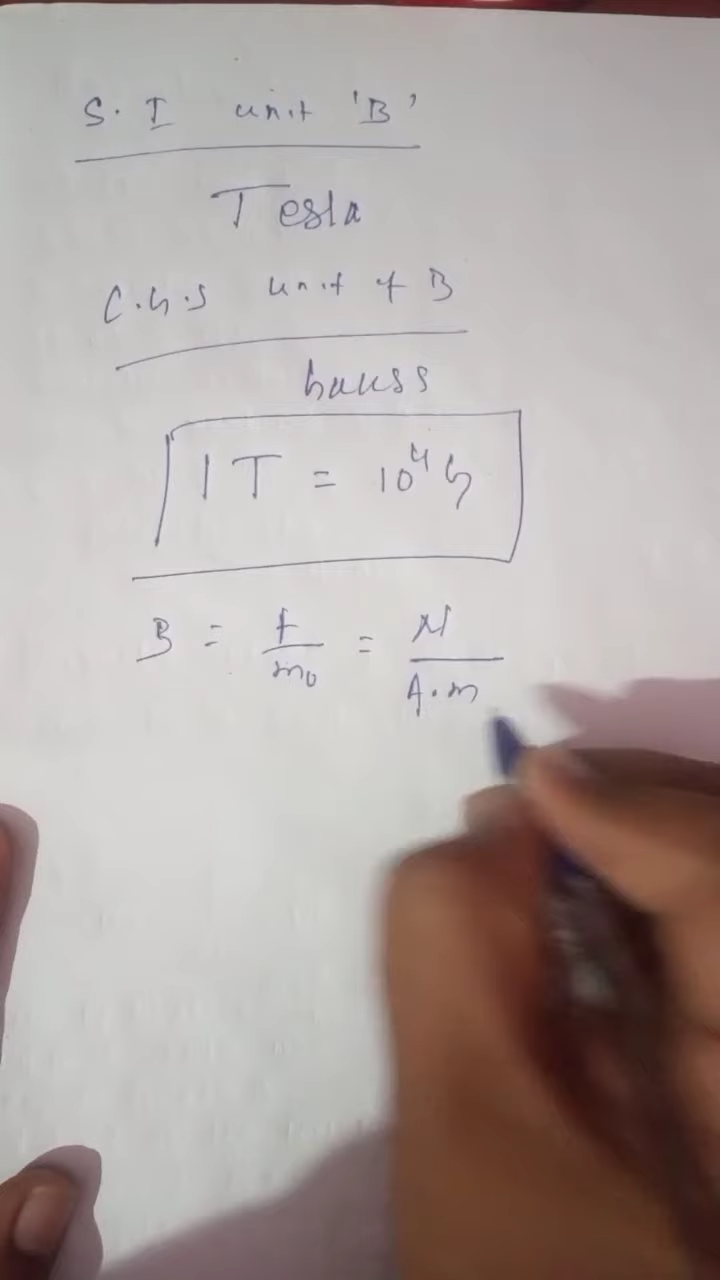 S. I unit 'B'
Tesla
C.G.S unit of B
Gauss
1 T = 10⁴ G
B = F/m₀ = N/A.m